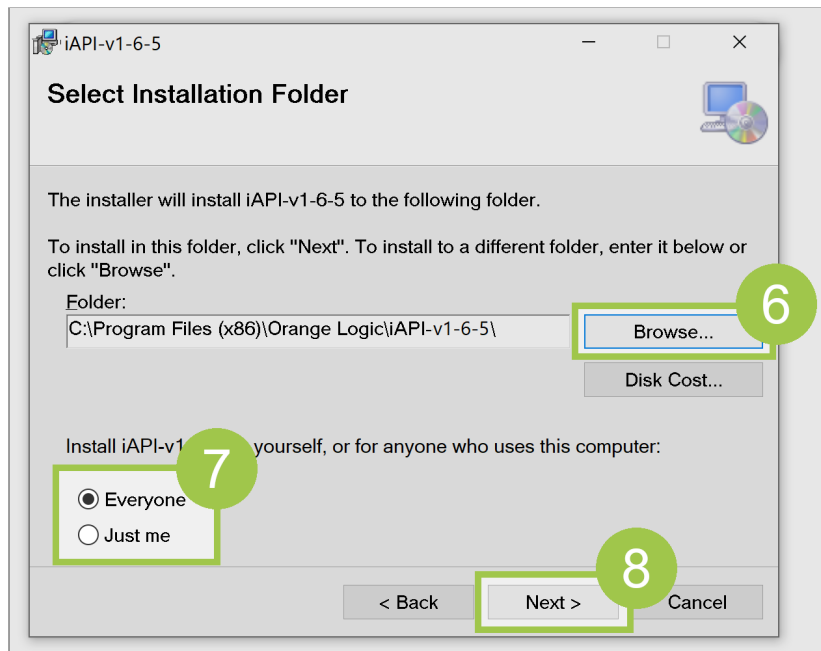 iAPI-v1-6-5
Select Installation Folder
The installer will install iAPI-v1-6-5 to the following folder.
To install in this folder, click "Next". To install to a different folder, enter it below or
click "Browse".
Folder:
C:\Program Files (x86)\Orange Logic\iAPI-v1-6-5\
Browse...
6
Disk Cost...
Install iAPI-v1 yourself, or for anyone who uses this computer:
7
Everyone
Just me
8
< Back
Next >
Cancel